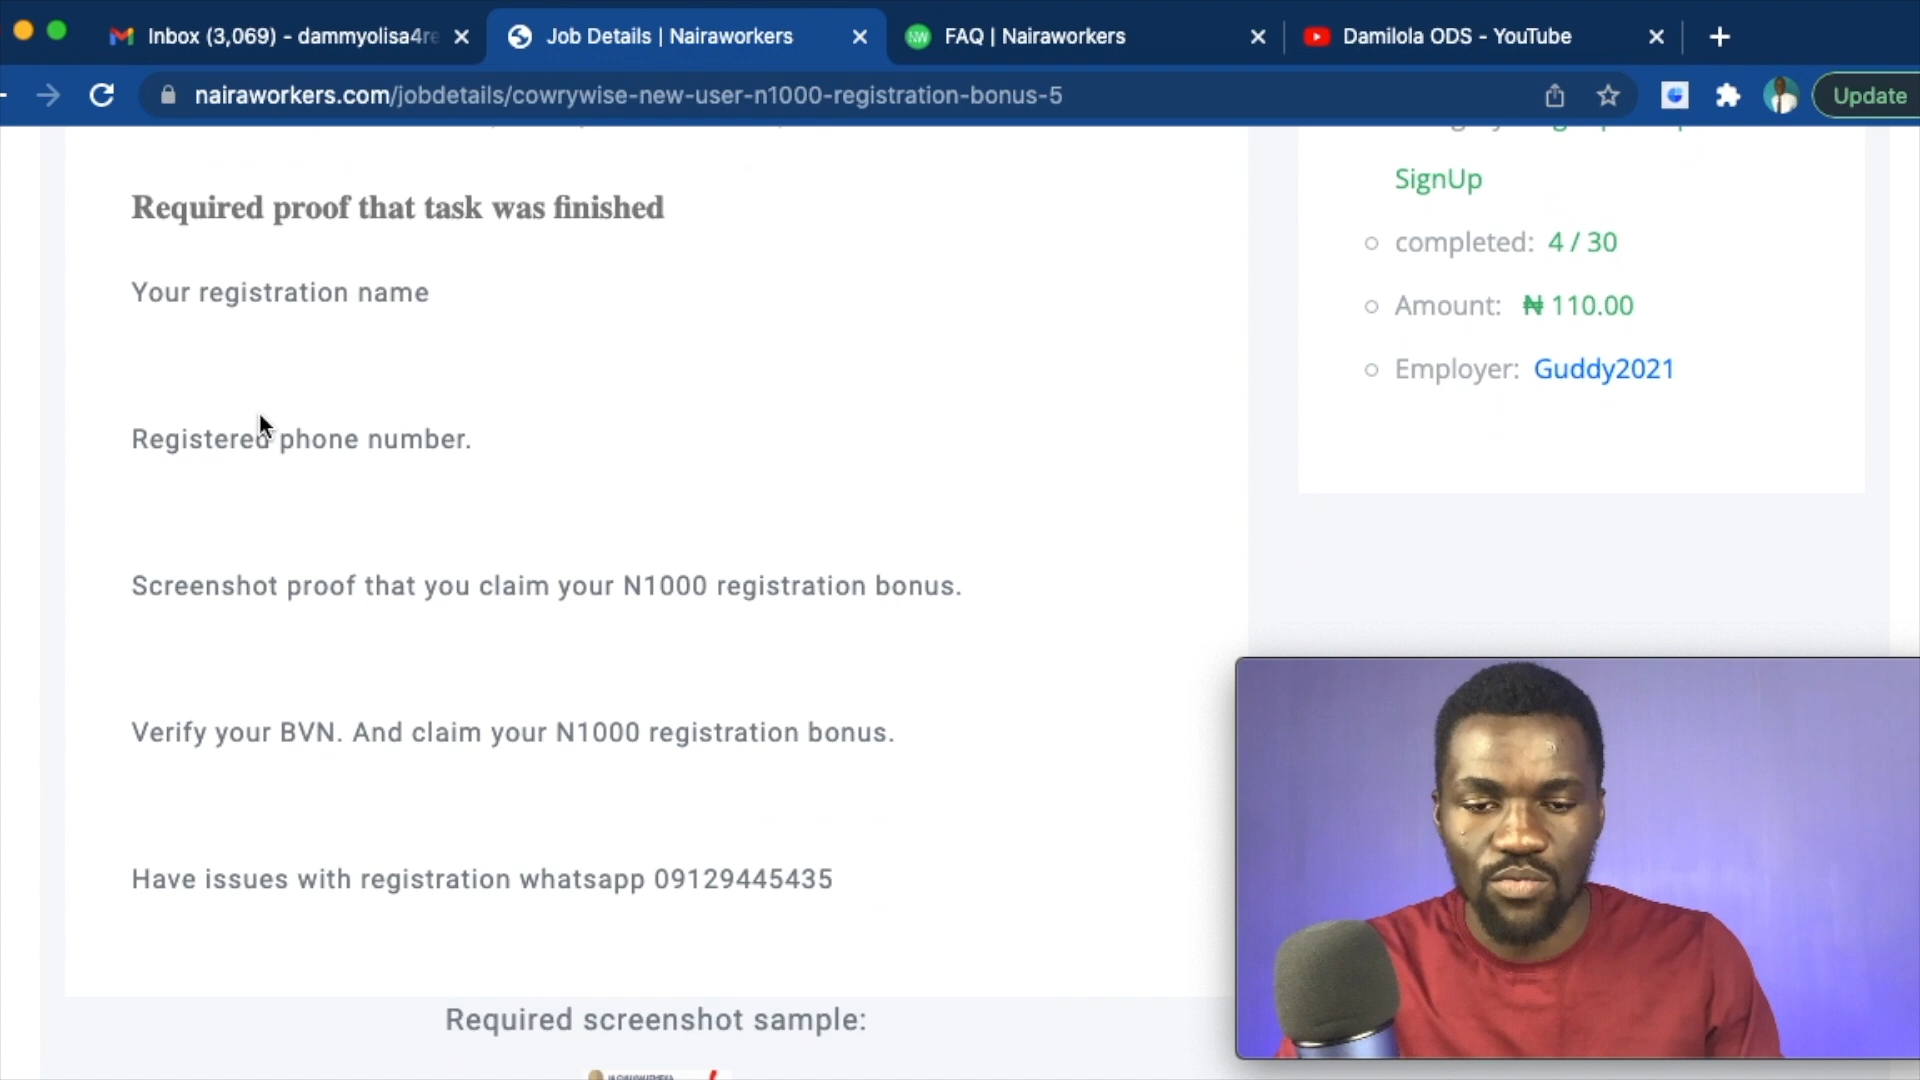 Inbox (3,069) - dammyolisa4re
Job Details | Nairaworkers
FAQ | Nairaworkers
Damilola ODS - YouTube
nairaworkers.com/jobdetails/cowrywise-new-user-n1000-registration-bonus-5
Update
SignUp
Required proof that task was finished
completed: 4 / 30
Your registration name
Amount: ₦ 110.00
Employer: Guddy2021
Registered phone number.
Screenshot proof that you claim your N1000 registration bonus.
Verify your BVN. And claim your N1000 registration bonus.
Have issues with registration whatsapp 09129445435
Required screenshot sample: